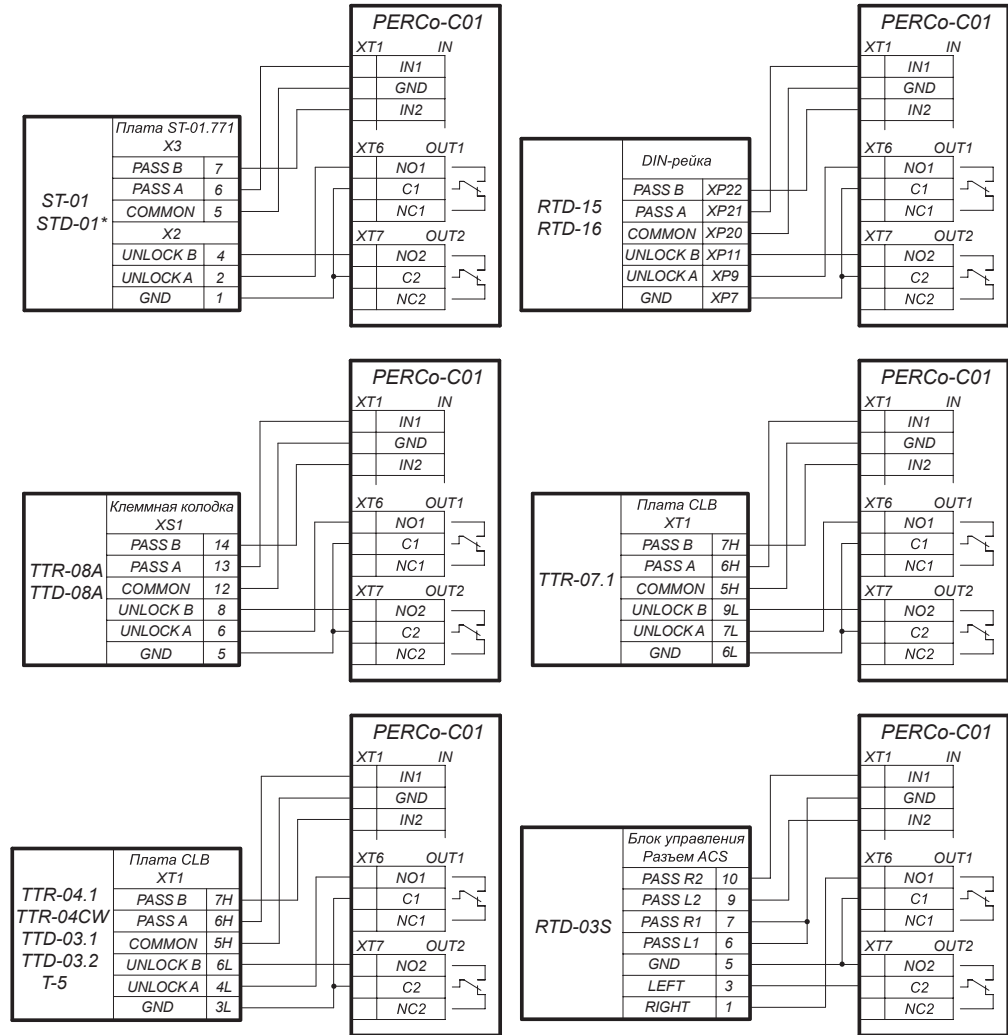 PERCo-C01
XT1 IN
IN1
GND
IN2
XT6 OUT1
NO1
C1
NC1
XT7 OUT2
NO2
C2
NC2
ST-01
STD-01*
Плата ST-01.771
X3
PASS B 7
PASS A 6
COMMON 5
X2
UNLOCK B 4
UNLOCK A 2
GND 1
PERCo-C01
XT1 IN
IN1
GND
IN2
XT6 OUT1
NO1
C1
NC1
XT7 OUT2
NO2
C2
NC2
RTD-15
RTD-16
DIN-рейка
PASS B XP22
PASS A XP21
COMMON XP20
UNLOCK B XP11
UNLOCK A XP9
GND XP7
PERCo-C01
XT1 IN
IN1
GND
IN2
XT6 OUT1
NO1
C1
NC1
XT7 OUT2
NO2
C2
NC2
TTR-08A
TTD-08A
Клеммная колодка
XS1
PASS B 14
PASS A 13
COMMON 12
UNLOCK B 8
UNLOCK A 6
GND 5
PERCo-C01
XT1 IN
IN1
GND
IN2
XT6 OUT1
NO1
C1
NC1
XT7 OUT2
NO2
C2
NC2
TTR-07.1
Плата CLB
XT1
PASS B 7H
PASS A 6H
COMMON 5H
UNLOCK B 9L
UNLOCK A 7L
GND 6L
PERCo-C01
XT1 IN
IN1
GND
IN2
XT6 OUT1
NO1
C1
NC1
XT7 OUT2
NO2
C2
NC2
TTR-04.1
TTR-04CW
TTD-03.1
TTD-03.2
T-5
Плата CLB
XT1
PASS B 7H
PASS A 6H
COMMON 5H
UNLOCK B 6L
UNLOCK A 4L
GND 3L
PERCo-C01
XT1 IN
IN1
GND
IN2
XT6 OUT1
NO1
C1
NC1
XT7 OUT2
NO2
C2
NC2
RTD-03S
Блок управления
Разъем ACS
PASS R2 10
PASS L2 9
PASS R1 7
PASS L1 6
GND 5
LEFT 3
RIGHT 1